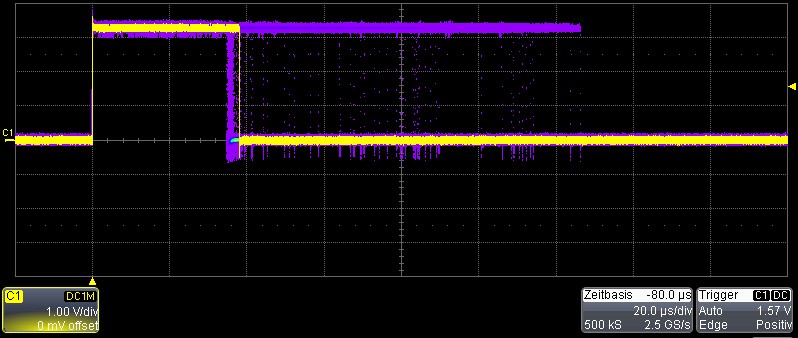 C1
C1 DC1M
1.00 V/div
0 mV offset
Zeitbasis -80.0 µs
20.0 µs/div
500 kS 2.5 GS/s
Trigger C1 DC
Auto 1.57 V
Edge Positiv